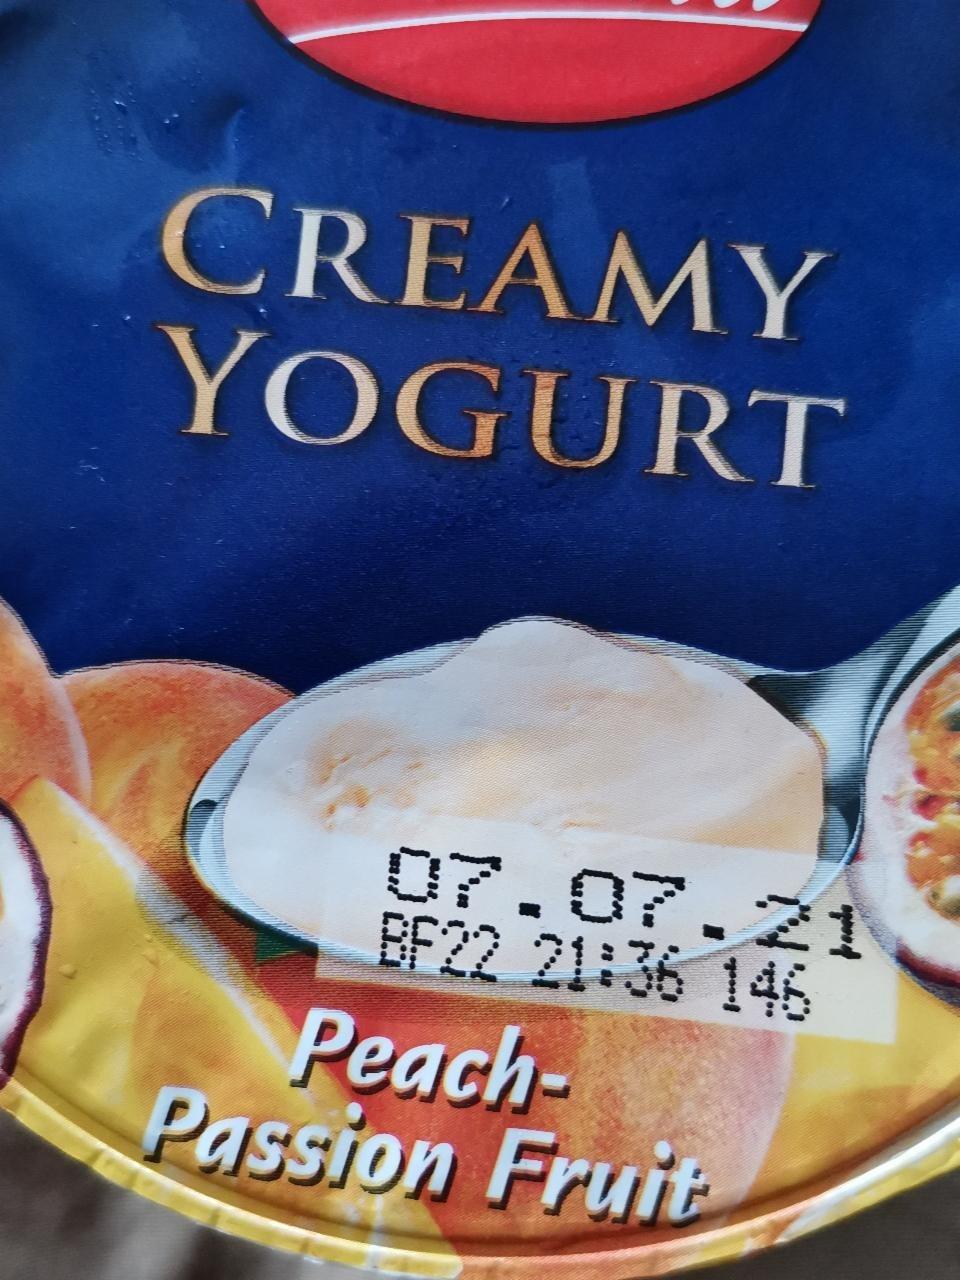 CREAMY
YOGURT
07.07.21
BF22 21:36 146
Peach-
Passion Fruit